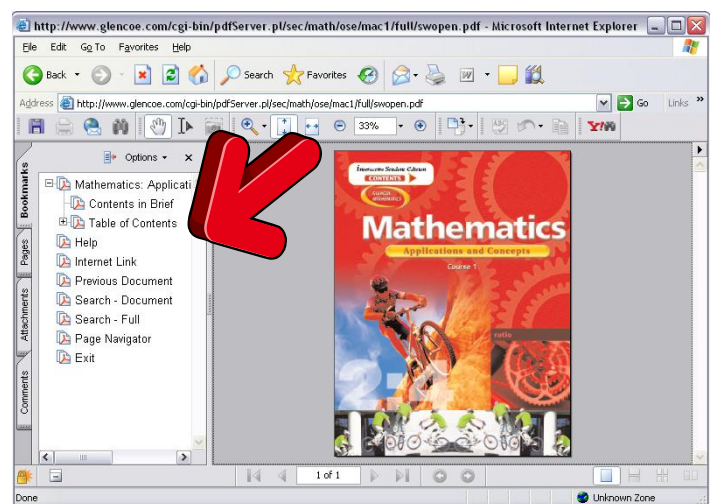 http://www.glencoe.com/cgi-bin/pdfServer.pl/sec/math/ose/mac1/full/swopen.pdf - Microsoft Internet Explorer
File Edit Go To Favorites Help
Back Search Favorites
Address http://www.glencoe.com/cgi-bin/pdfServer.pl/sec/math/ose/mac1/full/swopen.pdf Go Links »
33% Y!
Options x
Bookmarks
Pages
Attachments
Comments
Mathematics: Applicati
Contents in Brief
Table of Contents
Help
Internet Link
Previous Document
Search - Document
Search - Full
Page Navigator
Exit
Interactive Student Edition
CONTENTS
GLENCOE
MATHEMATICS
Mathematics
Applications and Concepts
Course 1
ratio
2:4
1 of 1
Done Unknown Zone